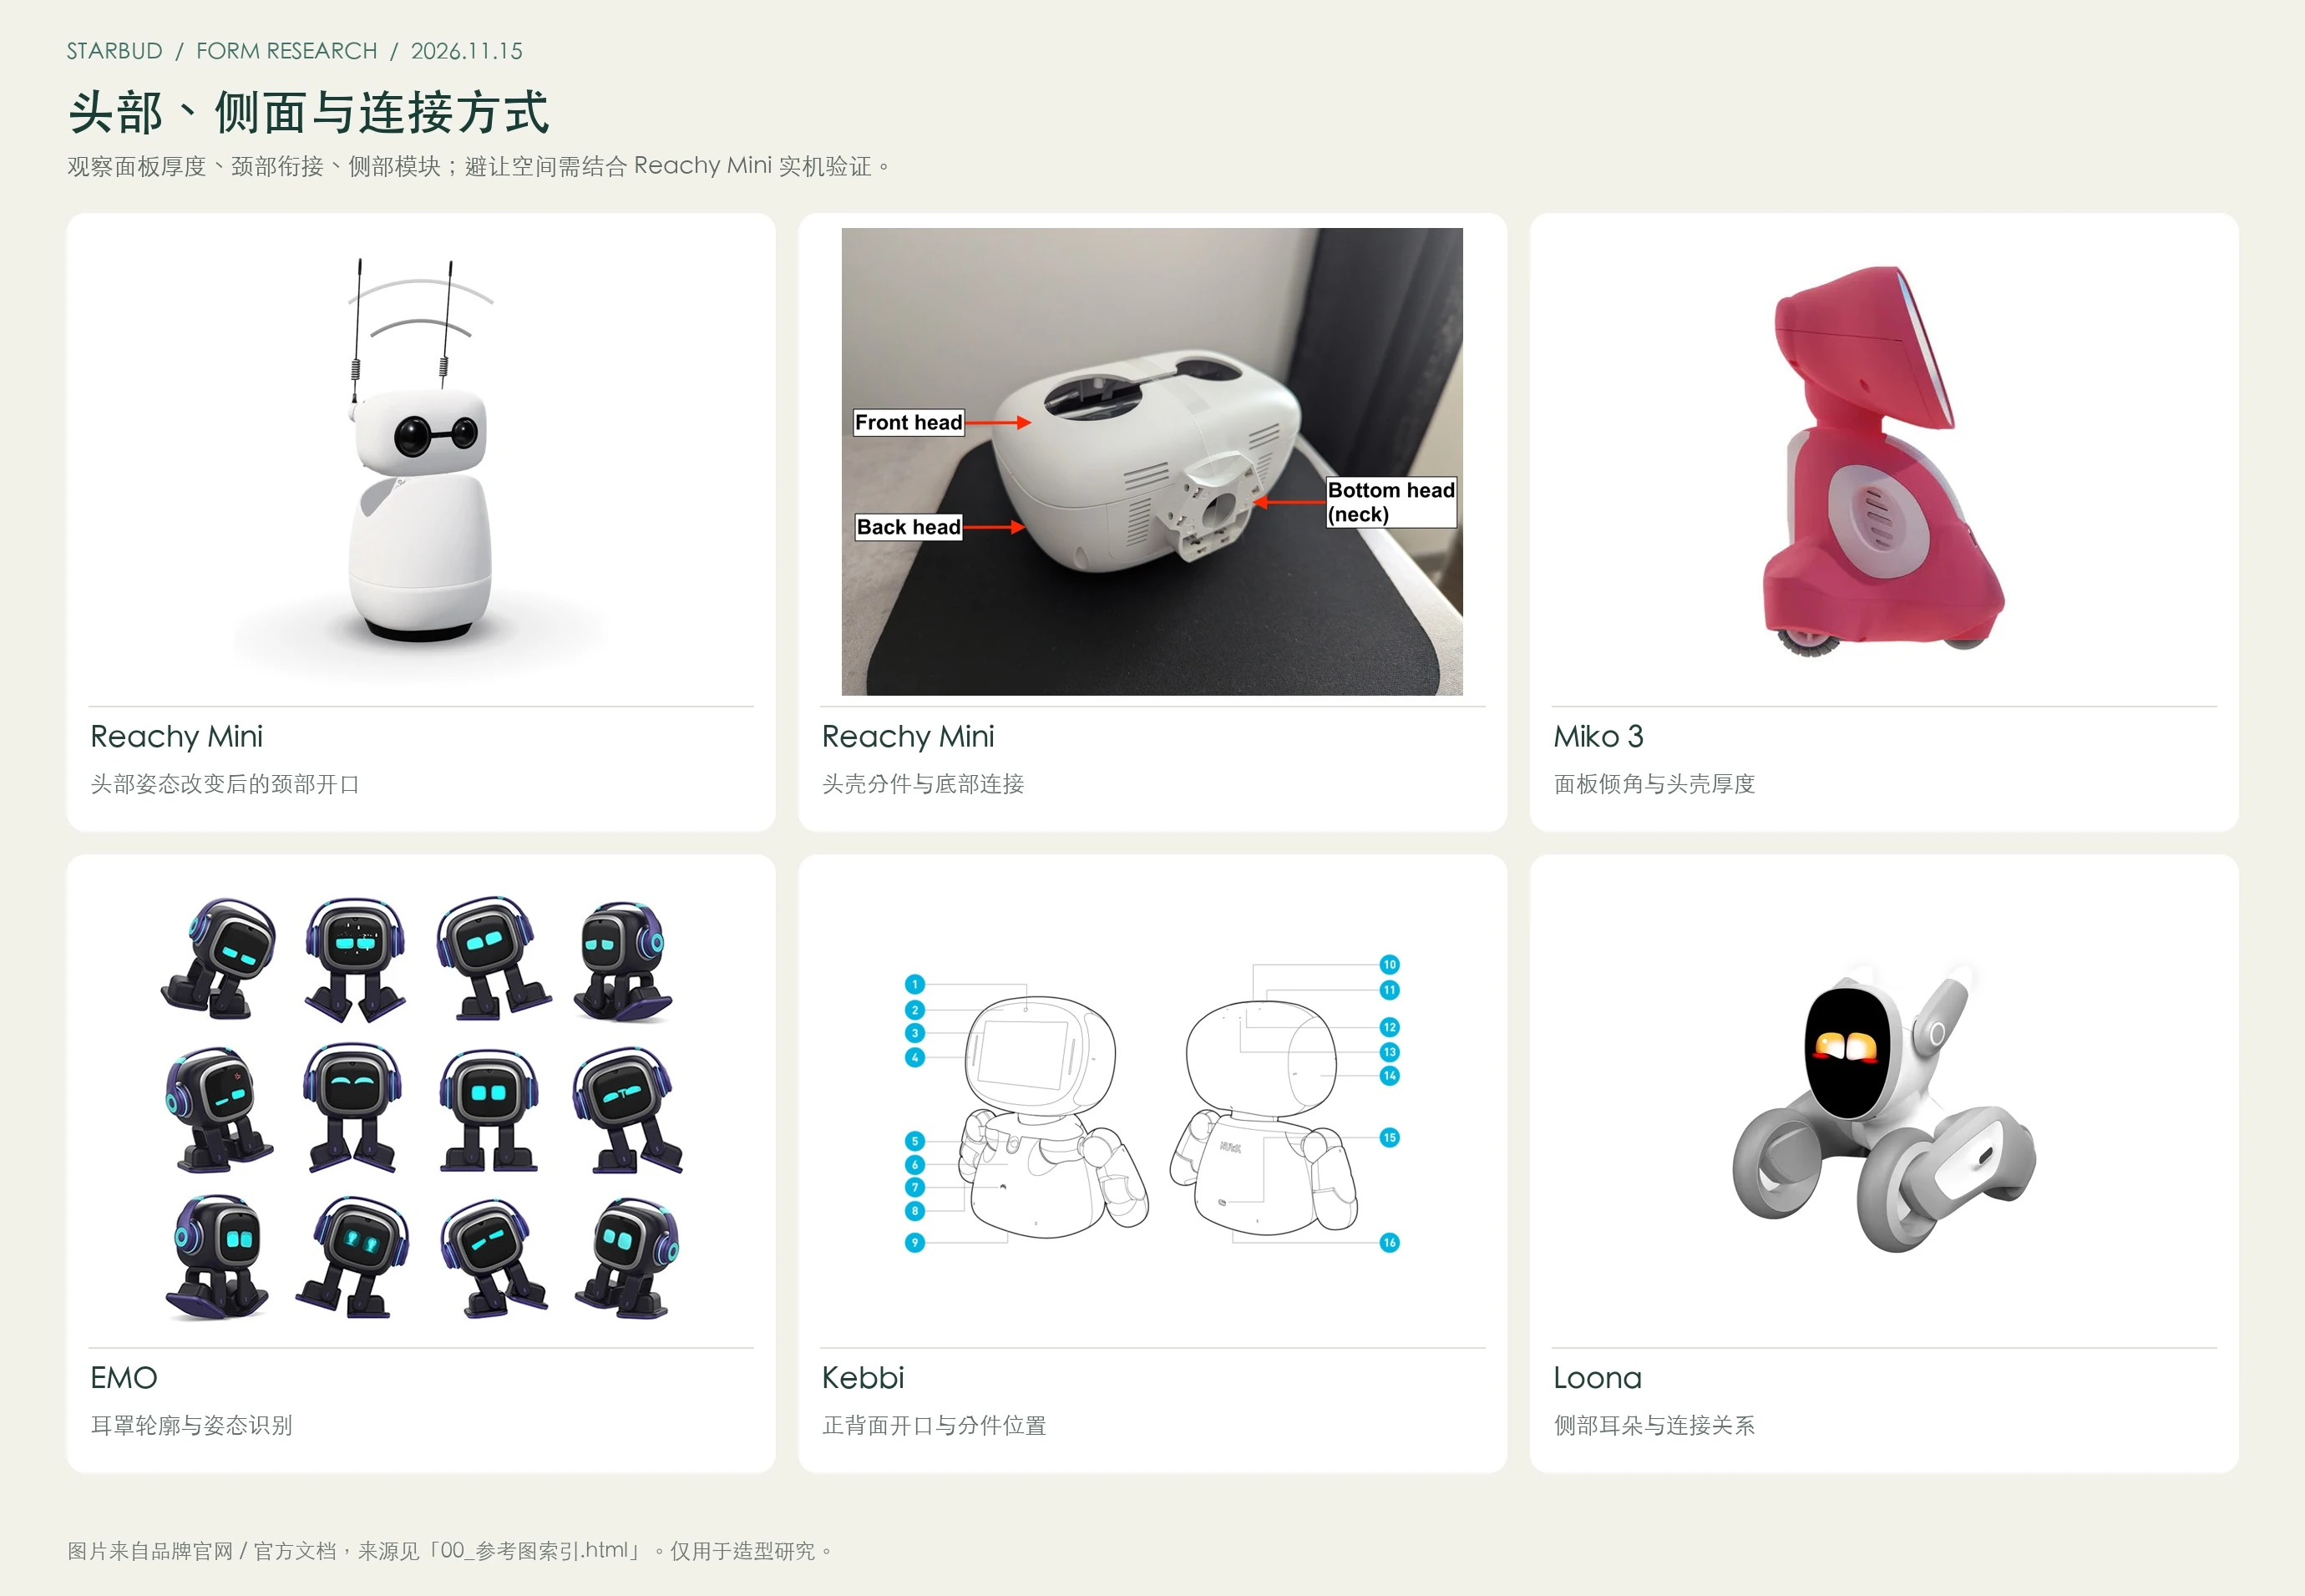 STARBUD / FORM RESEARCH / 2026.11.15
头部、侧面与连接方式
观察面板厚度、颈部衔接、侧部模块；避让空间需结合 Reachy Mini 实机验证。
Reachy Mini
头部姿态改变后的颈部开口
Front head
Back head
Bottom head
(neck)
Reachy Mini
头壳分件与底部连接
Miko 3
面板倾角与头壳厚度
EMO
耳罩轮廓与姿态识别
1
2
3
4
5
6
7
8
9
10
11
12
13
14
15
16
Kebbi
正背面开口与分件位置
Loona
侧部耳朵与连接关系
图片来自品牌官网 / 官方文档，来源见「00_参考图索引.html」。仅用于造型研究。